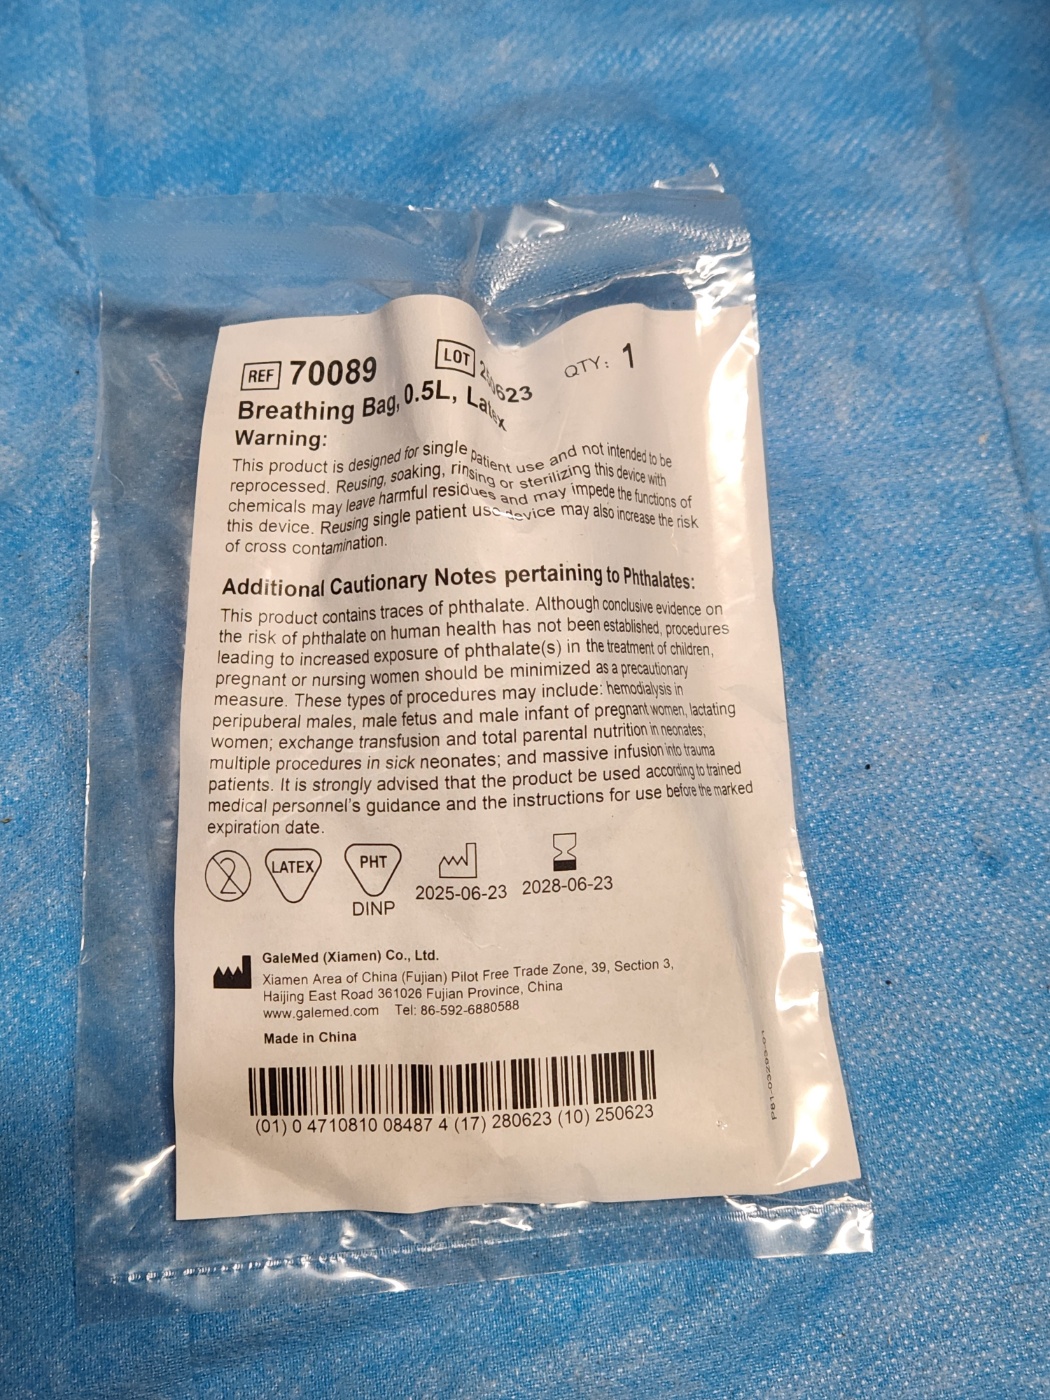 REF 70089 LOT 250623 QTY: 1
Breathing Bag, 0.5L, Latex
Warning:
This product is designed for single patient use and not intended to be
reprocessed. Reusing, soaking, rinsing or sterilizing this device with
chemicals may leave harmful residues and may impede the functions of
this device. Reusing single patient use device may also increase the risk
of cross contamination.
Additional Cautionary Notes pertaining to Phthalates:
This product contains traces of phthalate. Although conclusive evidence on
the risk of phthalate on human health has not been established, procedures
leading to increased exposure of phthalate(s) in the treatment of children,
pregnant or nursing women should be minimized as a precautionary
measure. These types of procedures may include: hemodialysis in
peripuberal males, male fetus and male infant of pregnant women, lactating
women; exchange transfusion and total parental nutrition in neonates;
multiple procedures in sick neonates; and massive infusion into trauma
patients. It is strongly advised that the product be used according to trained
medical personnel's guidance and the instructions for use before the marked
expiration date.
2 LATEX PHT
DINP 2025-06-23 2028-06-23
GaleMed (Xiamen) Co., Ltd.
Xiamen Area of China (Fujian) Pilot Free Trade Zone, 39, Section 3,
Haijing East Road 361026 Fujian Province, China
www.galemed.com Tel: 86-592-6880588
Made in China
(01) 0 4710810 08487 4 (17) 280623 (10) 250623